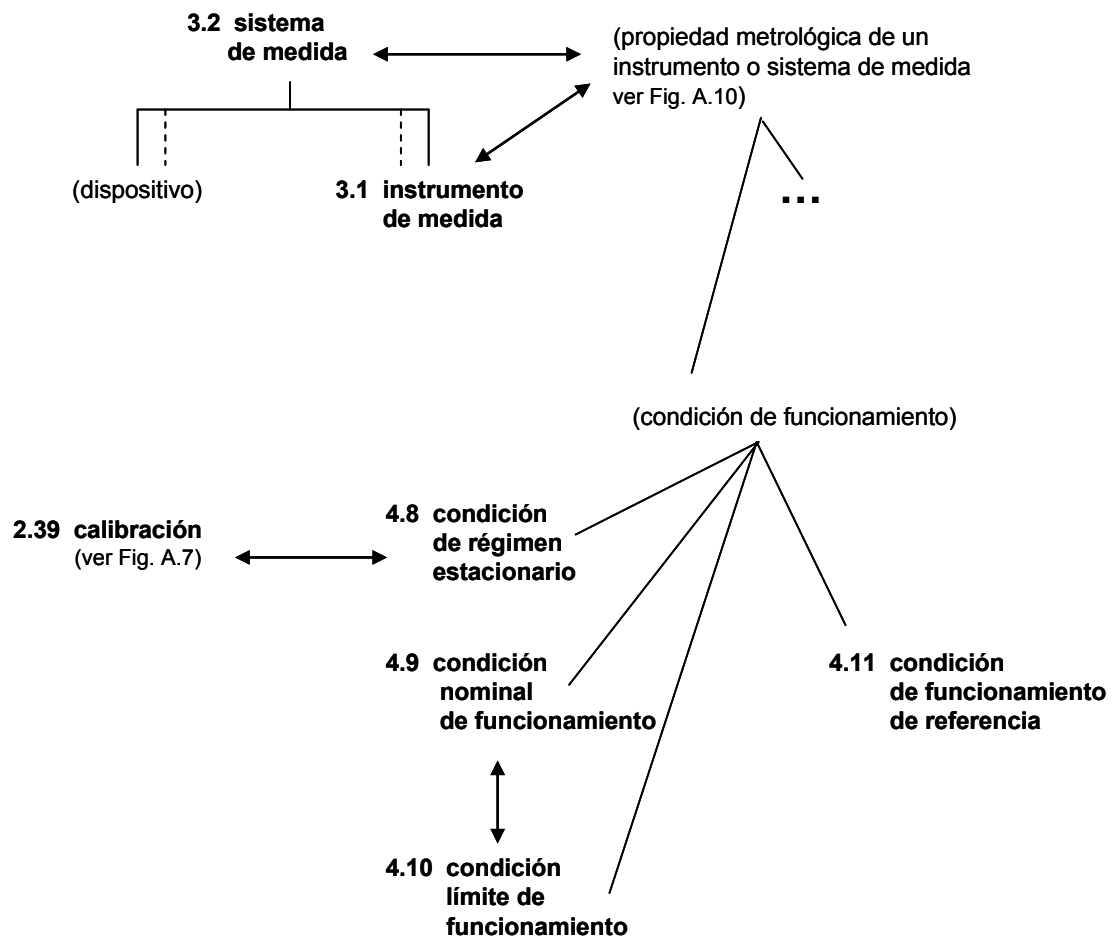 3.2 sistema
de medida
(propiedad metrológica de un
instrumento o sistema de medida
ver Fig. A.10)
(dispositivo)
3.1 instrumento
de medida
...
(condición de funcionamiento)
2.39 calibración
(ver Fig. A.7)
4.8 condición
de régimen
estacionario
4.9 condición
nominal
de funcionamiento
4.11 condición
de funcionamiento
de referencia
4.10 condición
límite de
funcionamiento